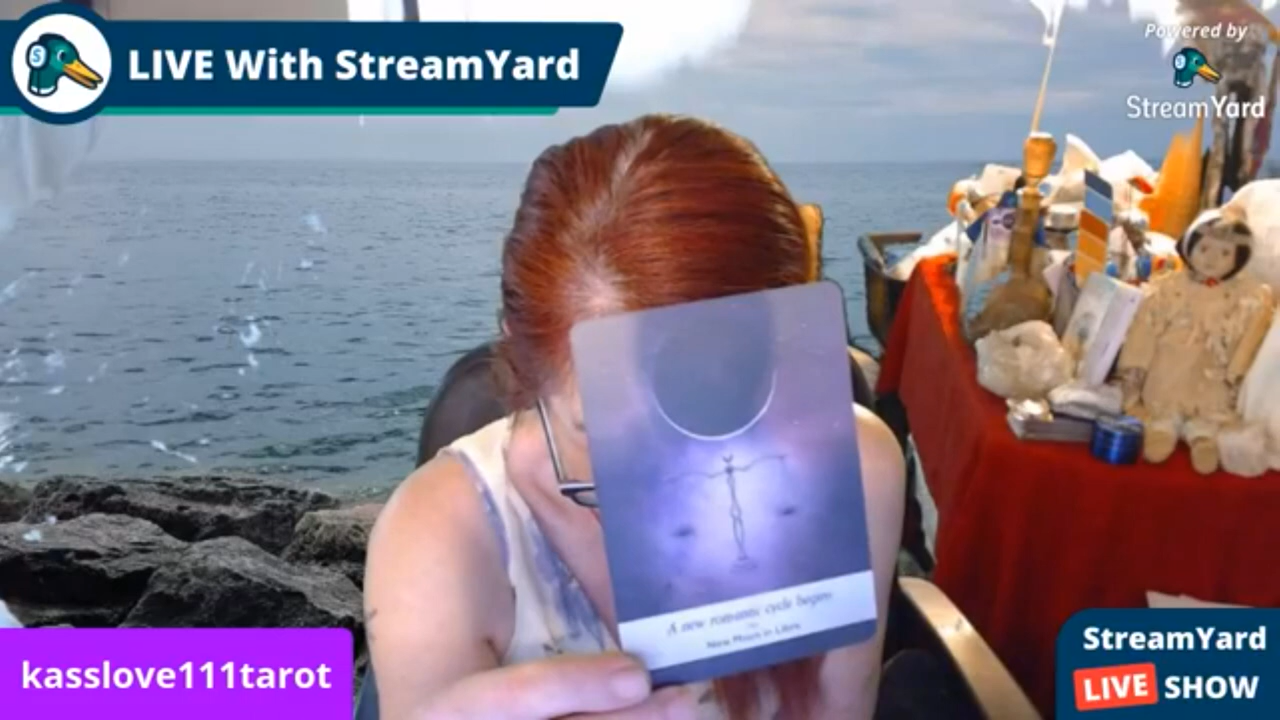 LIVE With StreamYard
Powered by
StreamYard
A new romantic cycle begins
New Moon in Libra
kasslove111tarot
StreamYard
LIVE SHOW